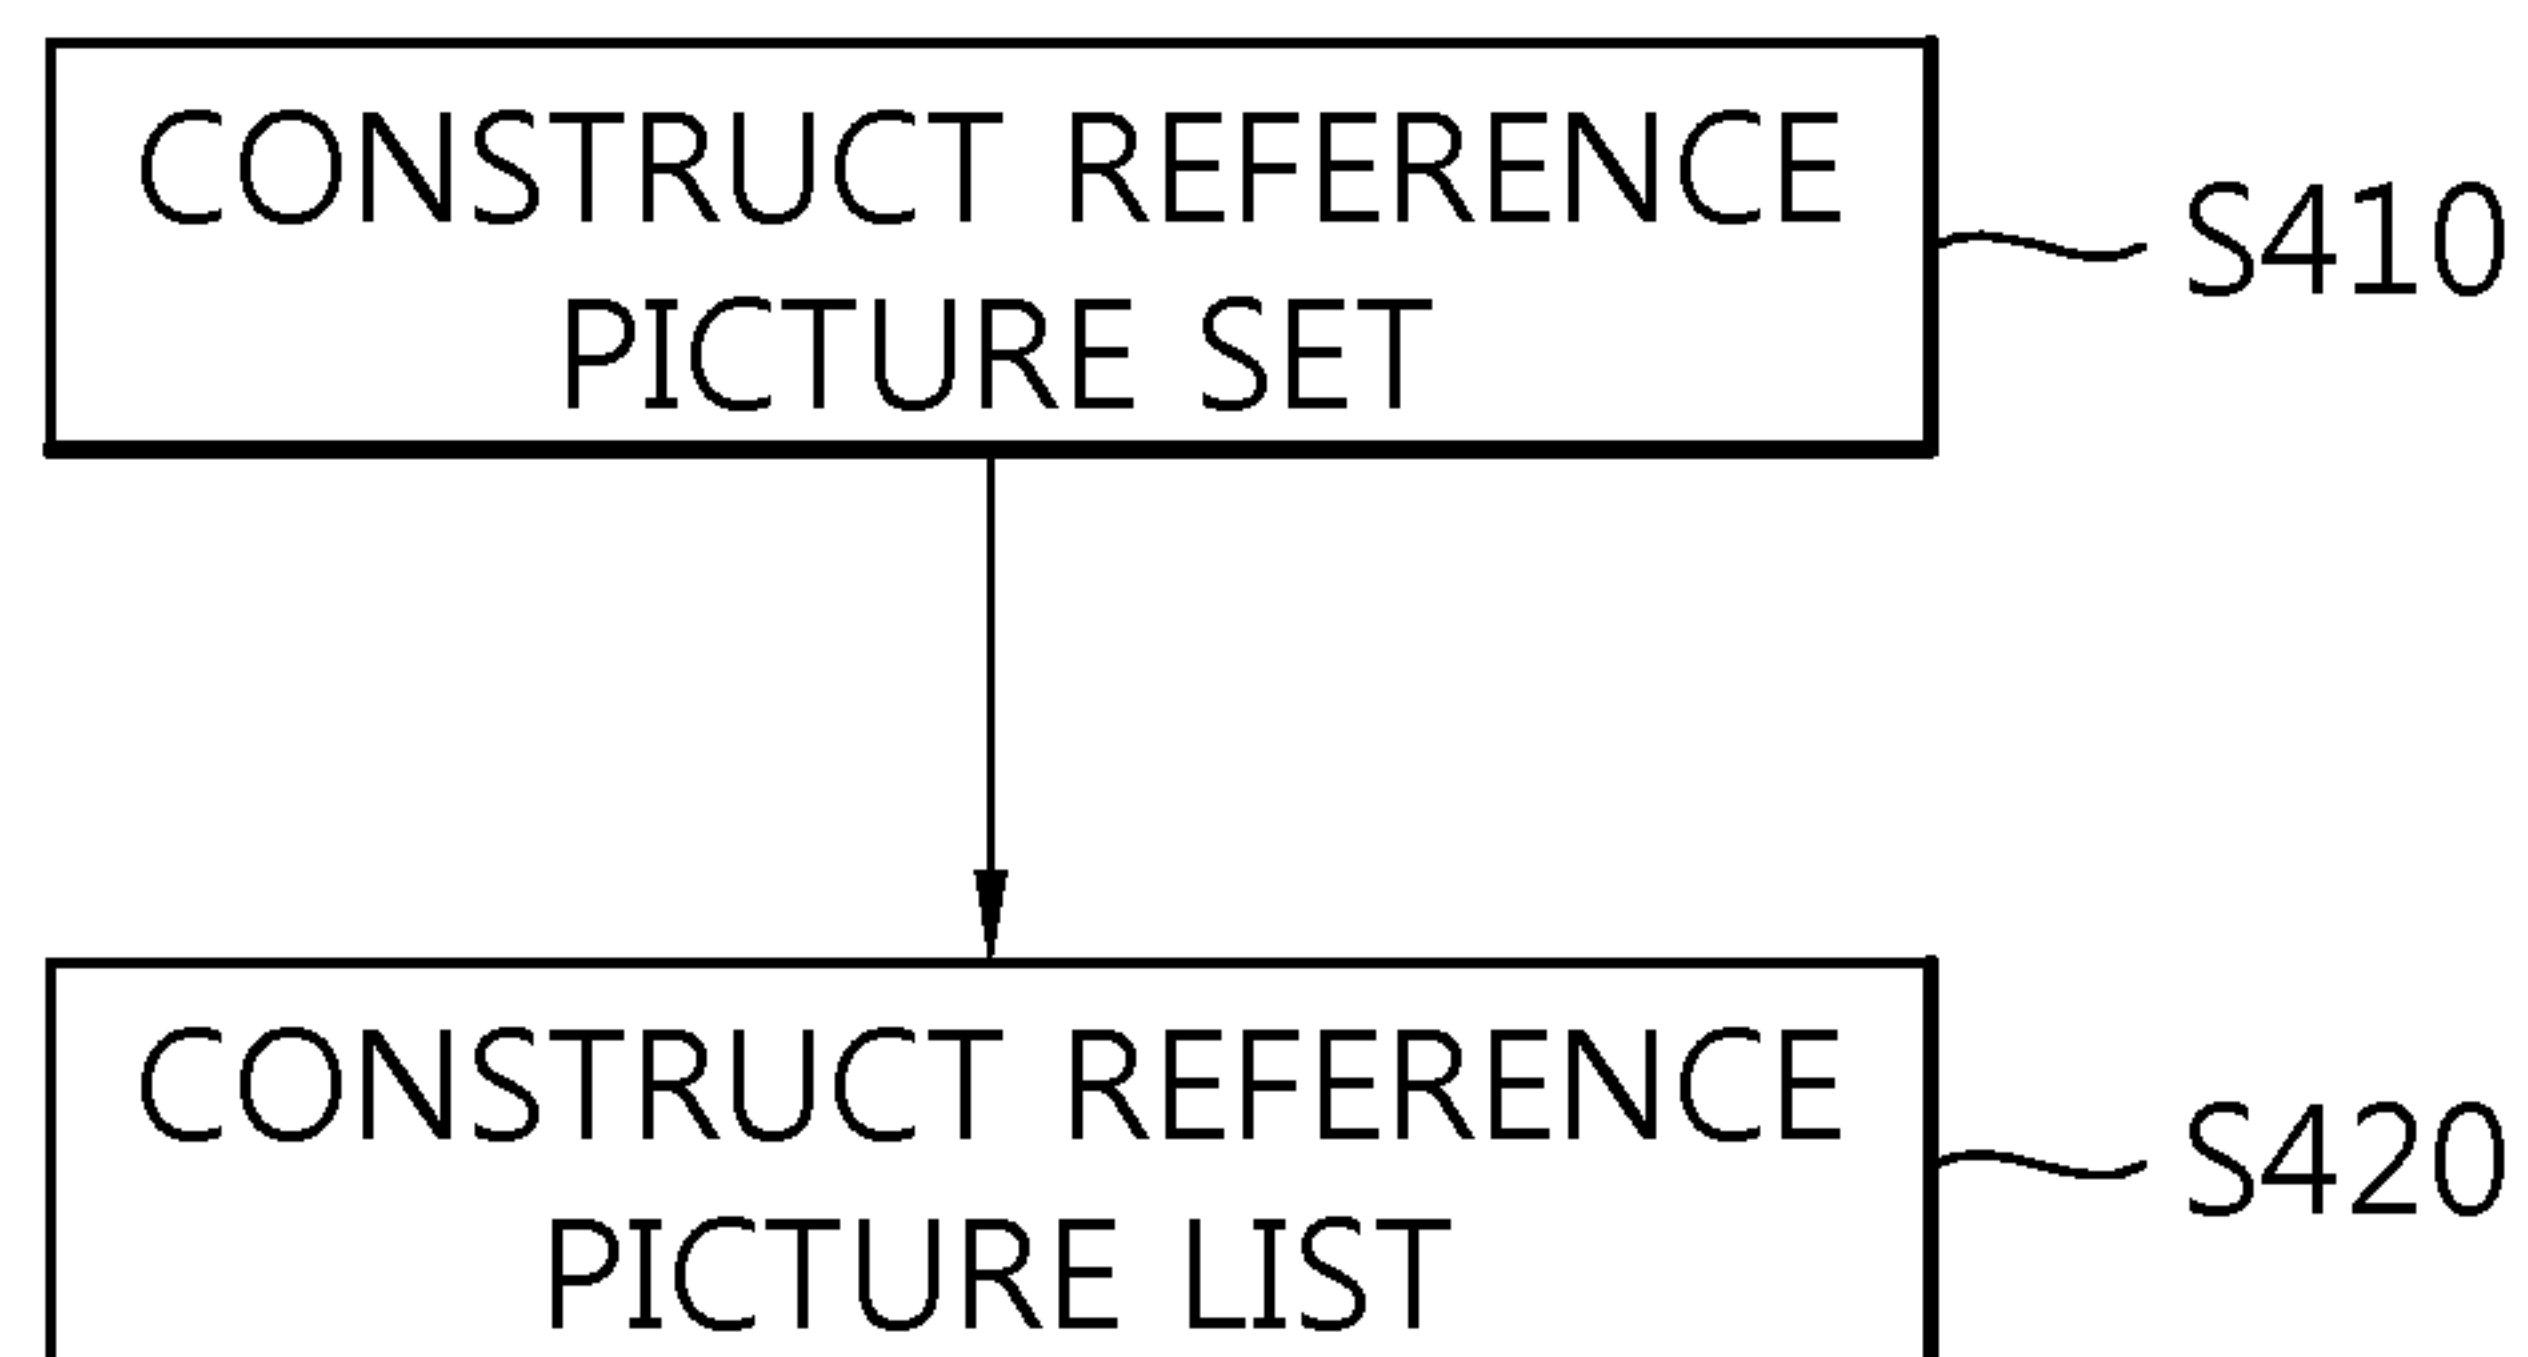 CONSTRUCT REFERENCE
PICTURE SET
S410
CONSTRUCT REFERENCE
PICTURE LIST
S420